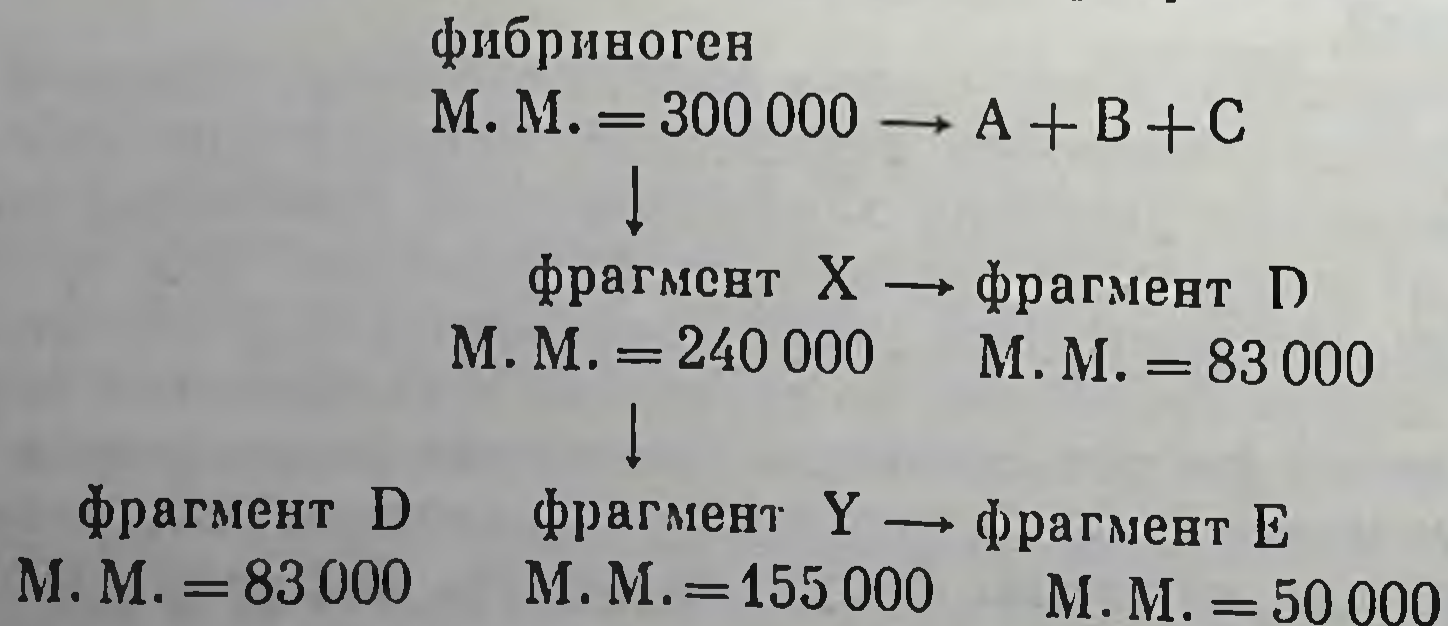 фибриноген
М. М. = 300 000 → A + B + C
↓
фрагмент X → фрагмент D
М. М. = 240 000 М. М. = 83 000
↓
фрагмент D фрагмент Y → фрагмент E
М. М. = 83 000 М. М. = 155 000 М. М. = 50 000